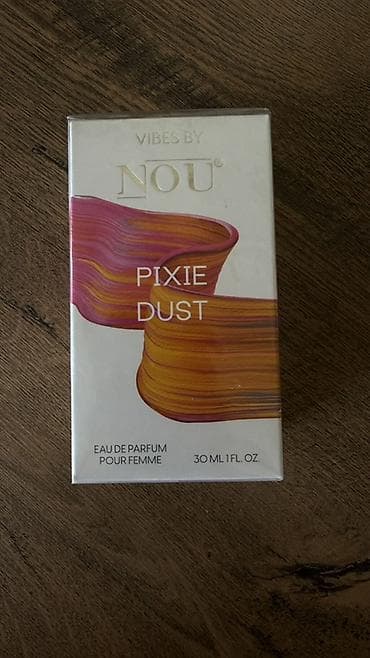 VIBES BY
NOU®
PIXIE
DUST
EAU DE PARFUM
POUR FEMME
30 ML 1 FL. OZ.